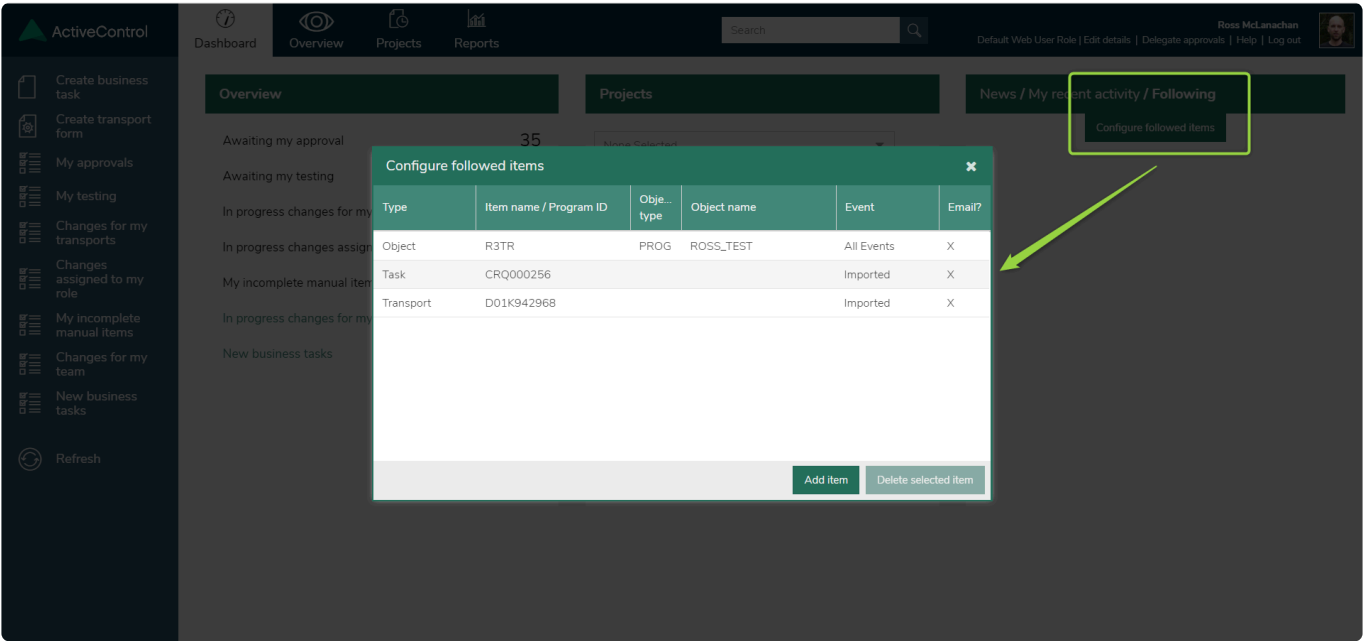 ActiveControl
Dashboard
Overview
Projects
Reports
Search
Ross McLanachan
Default Web User Role | Edit details | Delegate approvals | Help | Log out
Create business
task
Create transport
form
My approvals
My testing
Changes for my
transports
Changes
assigned to my
role
My incomplete
manual items
Changes for my
team
New business
tasks
Refresh
Overview
Awaiting my approval 35
Awaiting my testing
In progress changes for my
In progress changes assign
My incomplete manual item
In progress changes for my
New business tasks
Projects
None Selected
News / My recent activity / Following
Configure followed items
Configure followed items
Type Item name / Program ID Obje... type Object name Event Email?
Object R3TR PROG ROSS_TEST All Events X
Task CRQ000256 Imported X
Transport D01K942968 Imported X
Add item Delete selected item